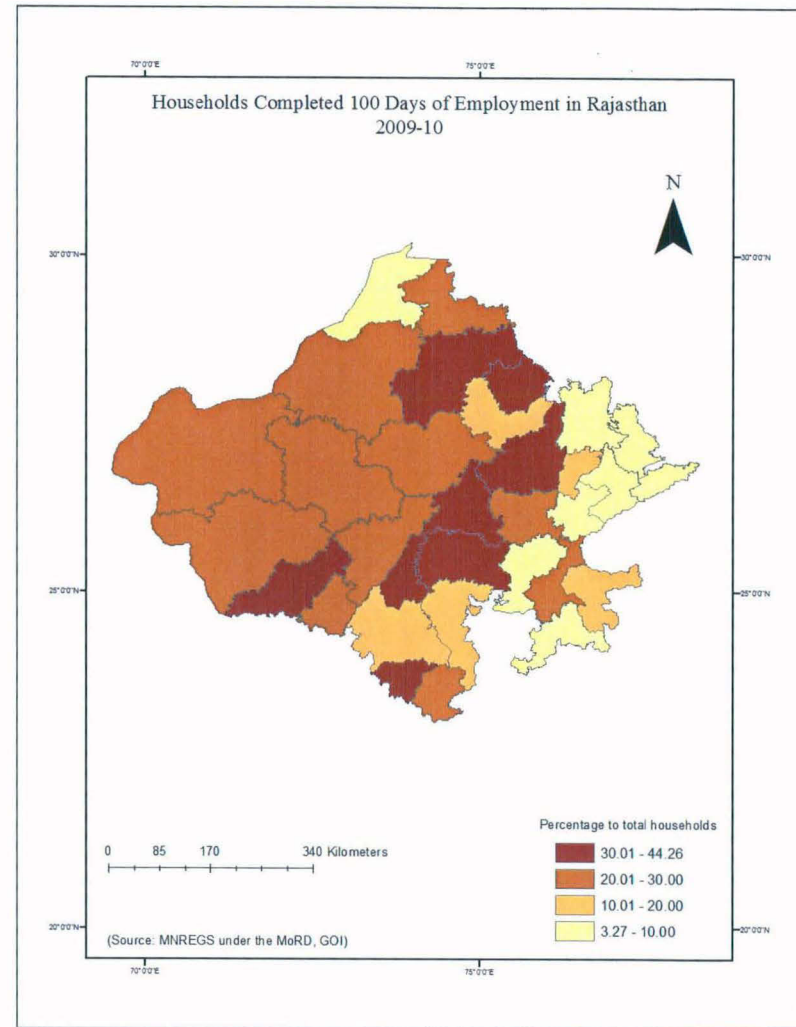 70°0'0"E
75°0'0"E
Households Completed 100 Days of Employment in Rajasthan
2009-10
N
30°0'0"N
30°0'0"N
25°0'0"N
25°0'0"N
Percentage to total households
0 85 170 340 Kilometers
30.01 - 44.26
20.01 - 30.00
10.01 - 20.00
3.27 - 10.00
20°0'0"N
20°0'0"N
(Source: MNREGS under the MoRD, GOI)
70°0'0"E
75°0'0"E